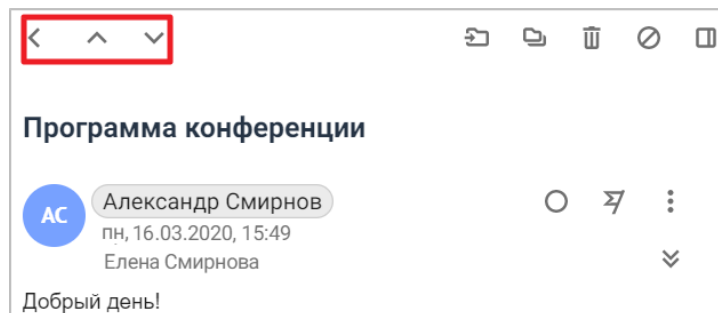 Программа конференции
АС
Александр Смирнов
пн, 16.03.2020, 15:49
Елена Смирнова
Добрый день!